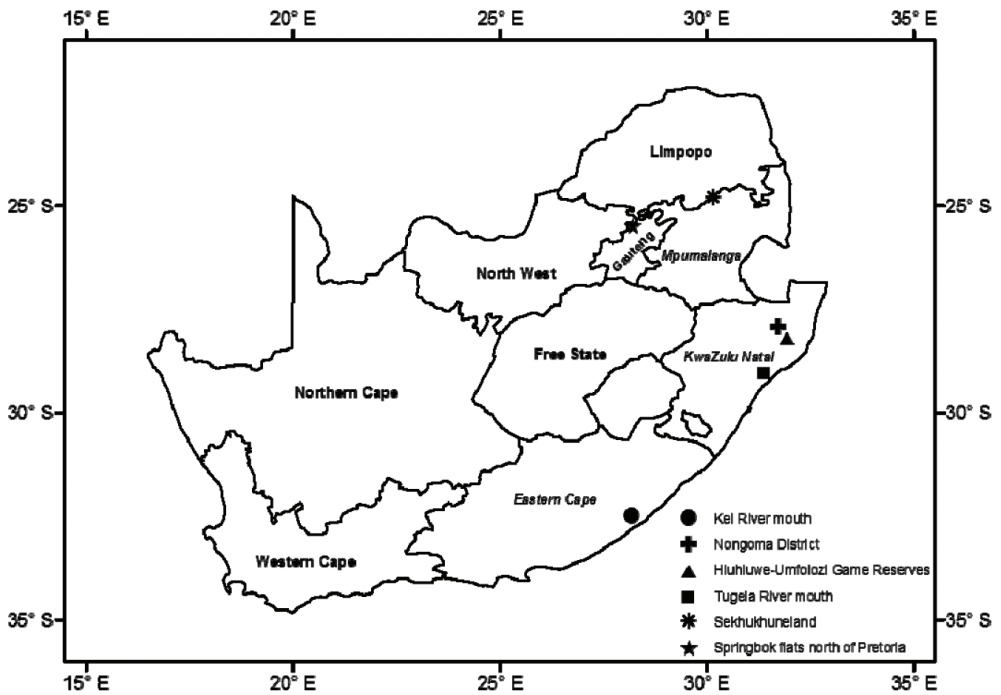 15° E 20° E 25° E 30° E 35° E
Limpopo
25° S 25° S
Gauteng
Mpumalanga
North West
Free State
KwaZulu Natal
Northern Cape
30° S 30° S
Eastern Cape
Kei River mouth
Nongoma District
Western Cape
Hluhluwe-Umfolozi Game Reserves
Tugela River mouth
35° S 35° S
Sekhukhuneland
Springbok flats north of Pretoria
15° E 20° E 25° E 30° E 35° E